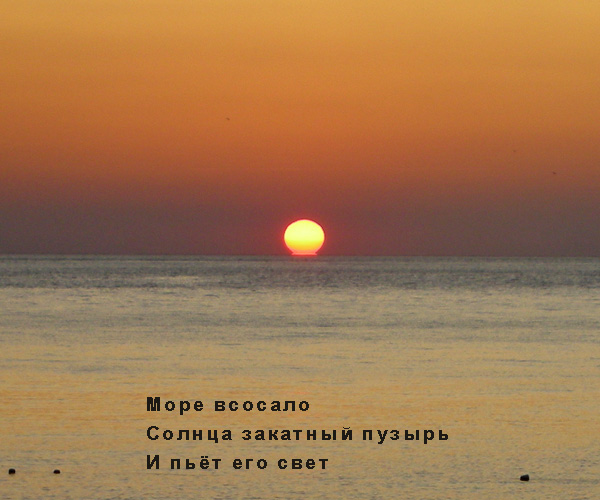 Море всосало
Солнца закатный пузырь
И пьёт его свет